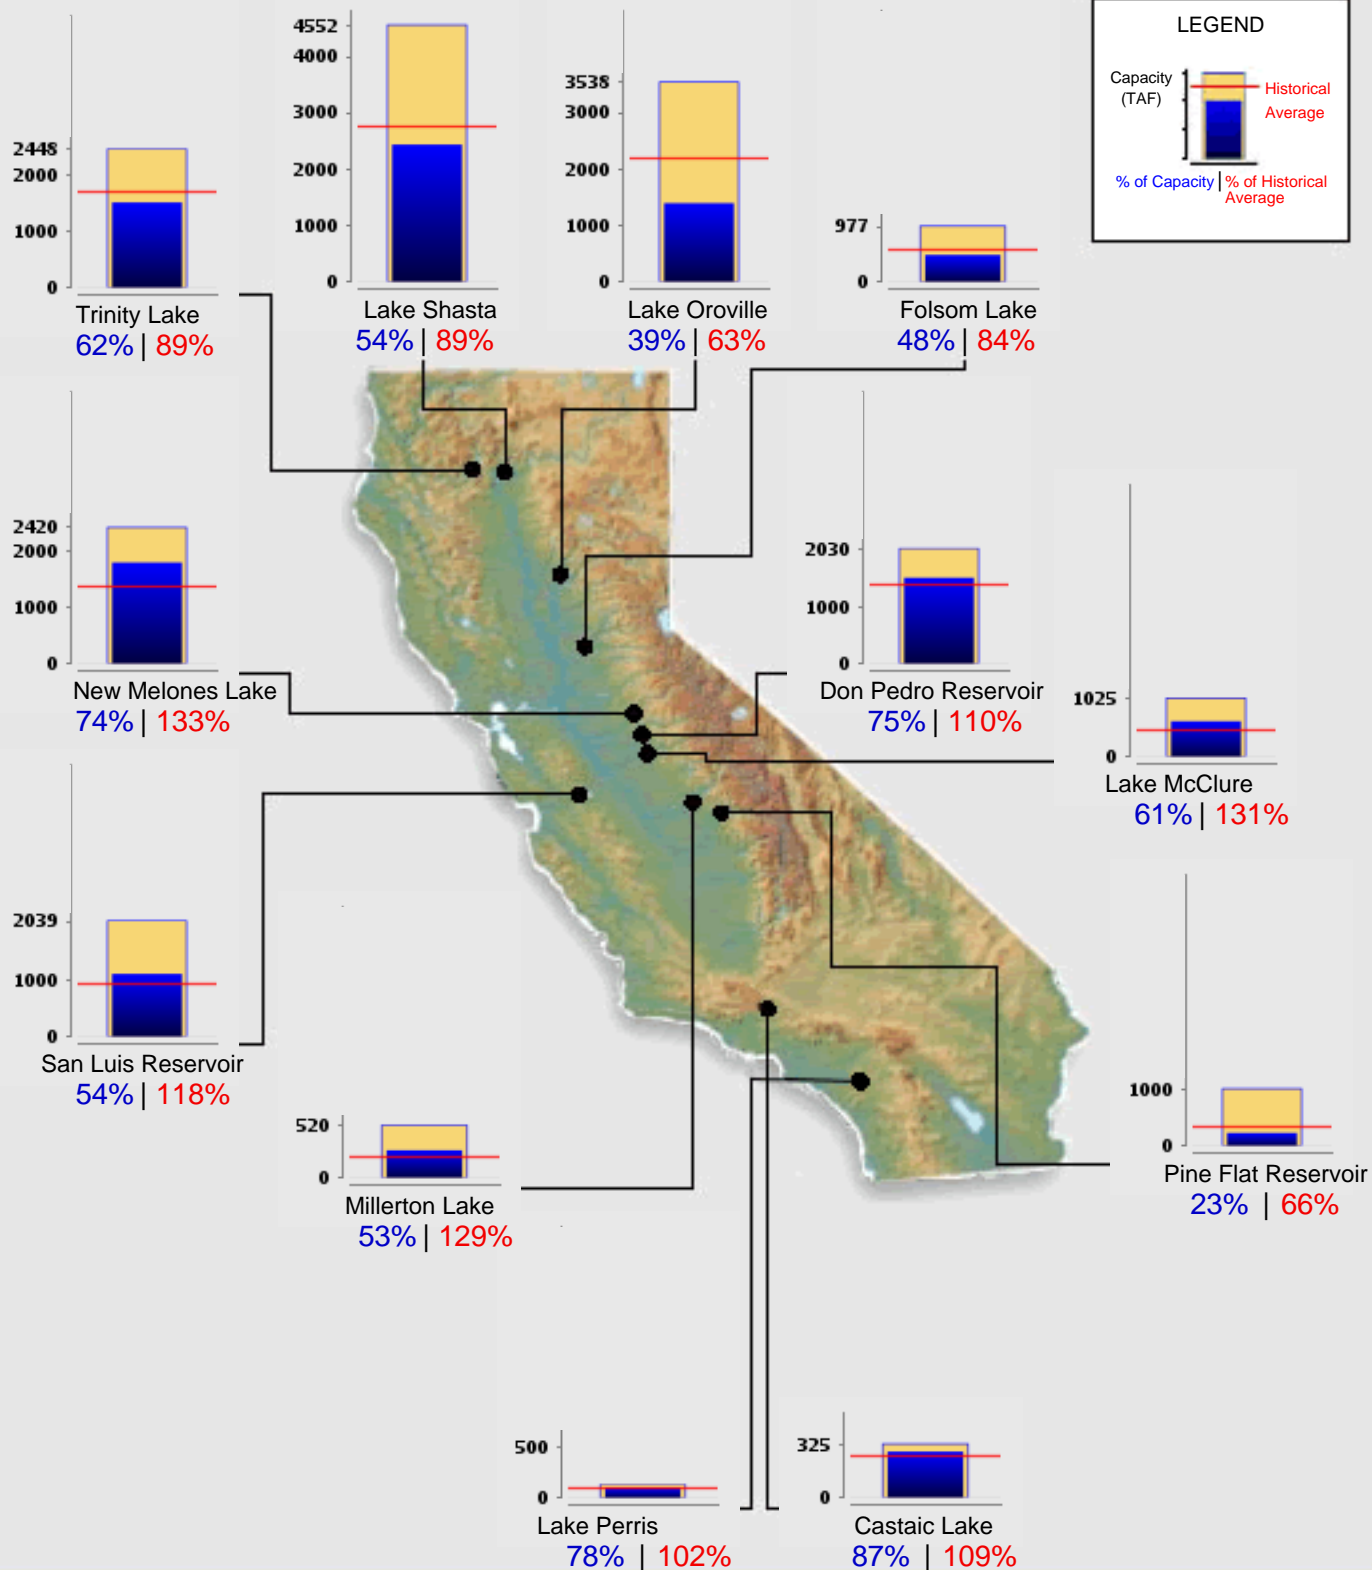 LEGEND
Capacity
(TAF)
Historical
Average
% of Capacity | % of Historical
Average
2448
2000
1000
0
Trinity Lake
62% | 89%
4552
4000
3000
2000
1000
0
Lake Shasta
54% | 89%
3538
3000
2000
1000
0
Lake Oroville
39% | 63%
977
0
Folsom Lake
48% | 84%
2420
2000
1000
0
New Melones Lake
74% | 133%
2030
1000
0
Don Pedro Reservoir
75% | 110%
1025
0
Lake McClure
61% | 131%
2039
1000
0
San Luis Reservoir
54% | 118%
520
0
Millerton Lake
53% | 129%
1000
0
Pine Flat Reservoir
23% | 66%
500
0
Lake Perris
78% | 102%
325
0
Castaic Lake
87% | 109%